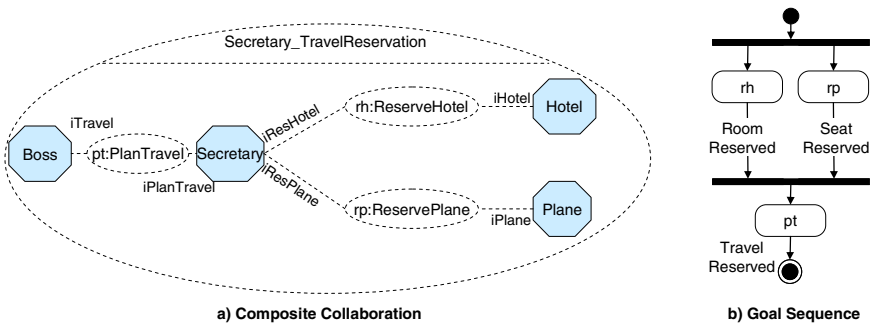 Secretary_TravelReservation
Boss
iTravel
pt:PlanTravel
iPlanTravel
Secretary
iResHotel
rh:ReserveHotel
iHotel
Hotel
iResPlane
rp:ReservePlane
iPlane
Plane
a) Composite Collaboration
rh
rp
Room
Reserved
Seat
Reserved
pt
Travel
Reserved
b) Goal Sequence